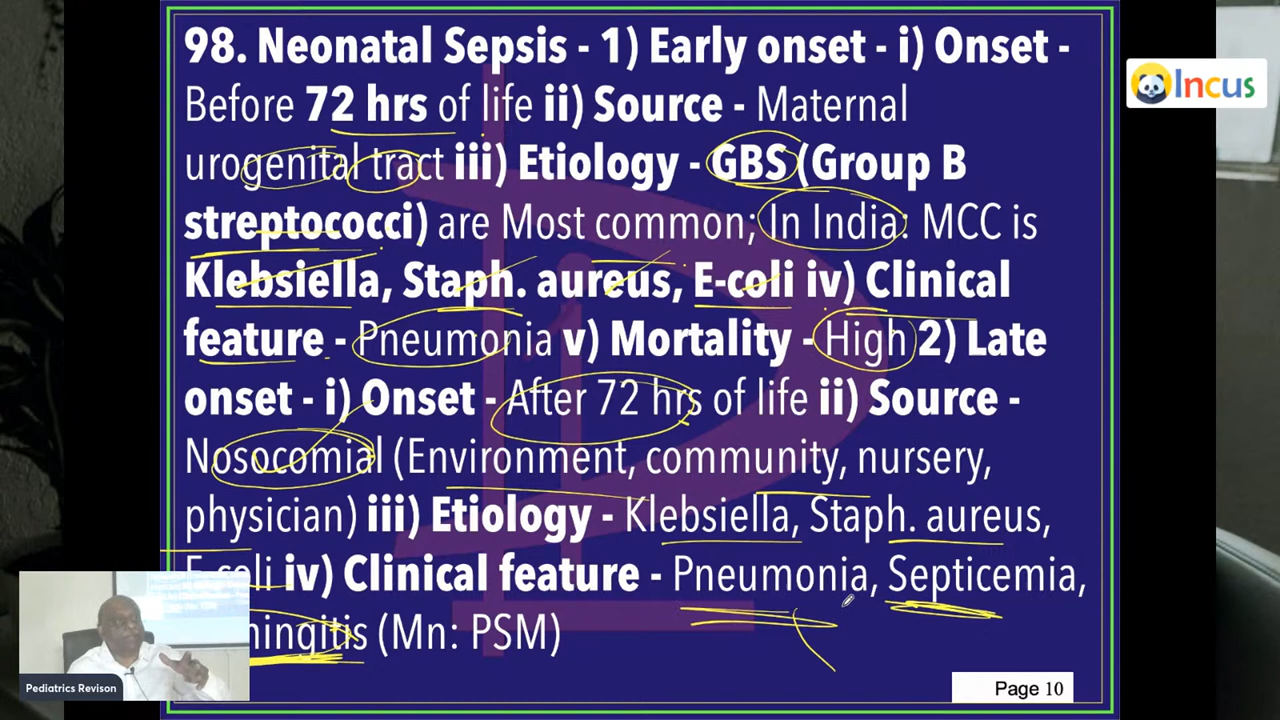 98. Neonatal Sepsis - 1) Early onset - i) Onset -
Before 72 hrs of life ii) Source - Maternal
urogenital tract iii) Etiology - GBS (Group B
streptococci) are Most common; In India: MCC is
Klebsiella, Staph. aureus, E-coli iv) Clinical
feature - Pneumonia v) Mortality - High 2) Late
onset - i) Onset - After 72 hrs of life ii) Source -
Nosocomial (Environment, community, nursery,
physician) iii) Etiology - Klebsiella, Staph. aureus,
E-coli iv) Clinical feature - Pneumonia, Septicemia,
(Mn: PSM)
Incus
Pediatrics Revison
Page 10